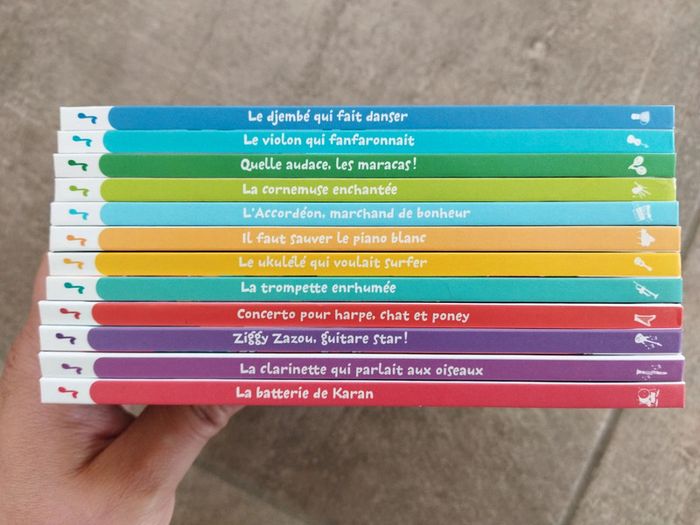 Le djembé qui fait danser
Le violon qui fanfaronnait
Quelle audace, les maracas!
La cornemuse enchantée
L'Accordéon, marchand de bonheur
Il faut sauver le piano blanc
Le ukulélé qui voulait surfer
La trompette enrhumée
Concerto pour harpe, chat et poney
Ziggy Zazou, guitare star!
La clarinette qui parlait aux oiseaux
La batterie de Karan